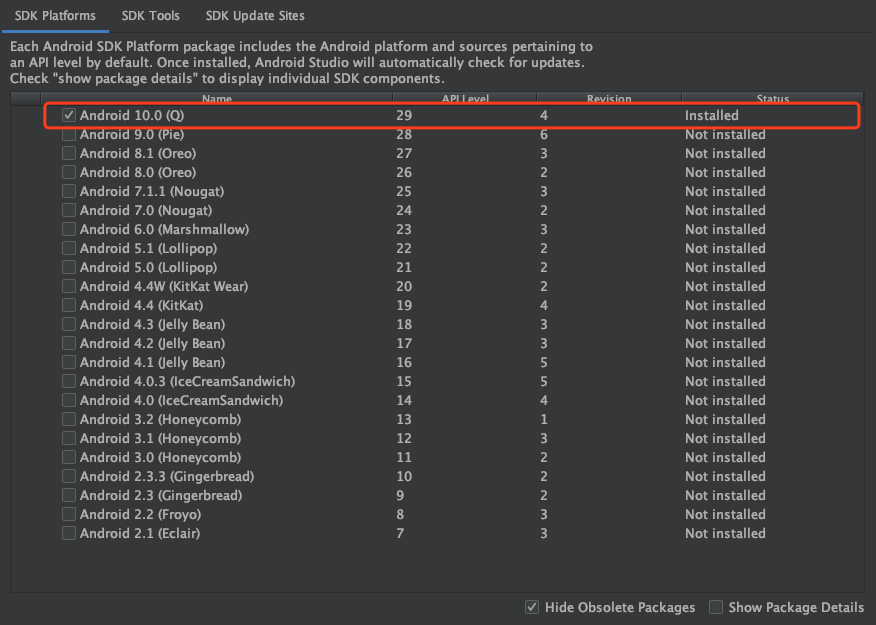 SDK Platforms SDK Tools SDK Update Sites
Each Android SDK Platform package includes the Android platform and sources pertaining to
an API level by default. Once installed, Android Studio will automatically check for updates.
Check "show package details" to display individual SDK components.
Name API Level Revision Status
Android 10.0 (Q) 29 4 Installed
Android 9.0 (Pie) 28 6 Not installed
Android 8.1 (Oreo) 27 3 Not installed
Android 8.0 (Oreo) 26 2 Not installed
Android 7.1.1 (Nougat) 25 3 Not installed
Android 7.0 (Nougat) 24 2 Not installed
Android 6.0 (Marshmallow) 23 3 Not installed
Android 5.1 (Lollipop) 22 2 Not installed
Android 5.0 (Lollipop) 21 2 Not installed
Android 4.4W (KitKat Wear) 20 2 Not installed
Android 4.4 (KitKat) 19 4 Not installed
Android 4.3 (Jelly Bean) 18 3 Not installed
Android 4.2 (Jelly Bean) 17 3 Not installed
Android 4.1 (Jelly Bean) 16 5 Not installed
Android 4.0.3 (IceCreamSandwich) 15 5 Not installed
Android 4.0 (IceCreamSandwich) 14 4 Not installed
Android 3.2 (Honeycomb) 13 1 Not installed
Android 3.1 (Honeycomb) 12 3 Not installed
Android 3.0 (Honeycomb) 11 2 Not installed
Android 2.3.3 (Gingerbread) 10 2 Not installed
Android 2.3 (Gingerbread) 9 2 Not installed
Android 2.2 (Froyo) 8 3 Not installed
Android 2.1 (Eclair) 7 3 Not installed
Hide Obsolete Packages Show Package Details